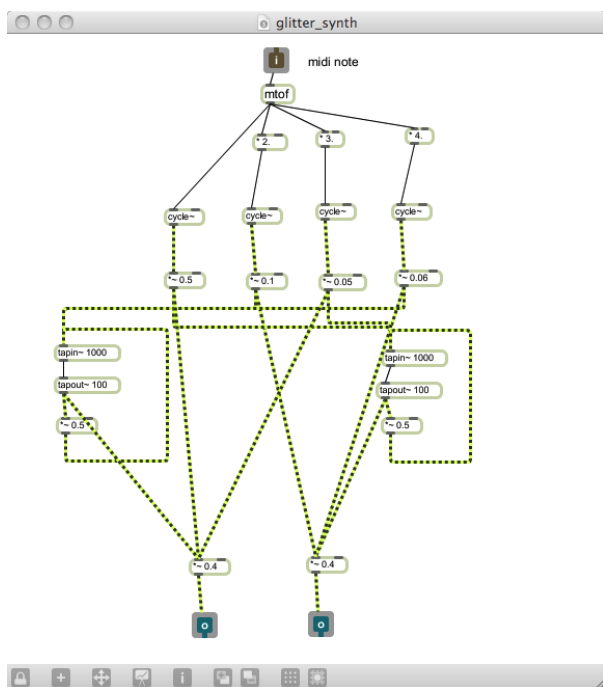 glitter_synth
i
midi note
mtof
* 2.
* 3.
* 4.
cycle~
cycle~
cycle~
cycle~
*~ 0.5
*~ 0.1
*~ 0.05
*~ 0.06
tapin~ 1000
tapin~ 1000
tapout~ 100
tapout~ 100
*~ 0.5
*~ 0.5
*~ 0.4
*~ 0.4
o
o
i